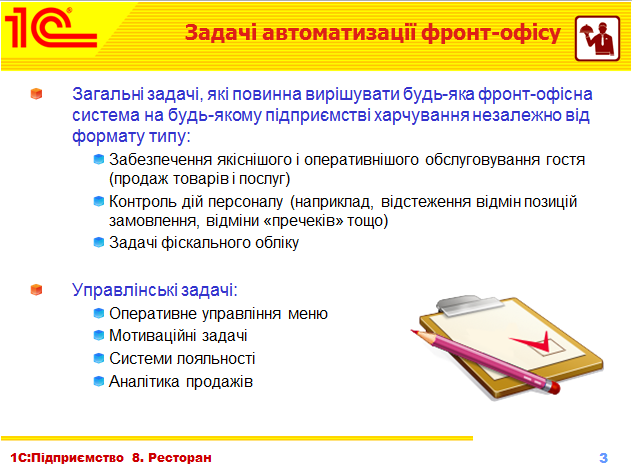 1С®
Задачі автоматизації фронт-офісу
Загальні задачі, які повинна вирішувати будь-яка фронт-офісна
система на будь-якому підприємстві харчування незалежно від
формату типу:
Забезпечення якіснішого і оперативнішого обслуговування гостя
(продаж товарів і послуг)
Контроль дій персоналу (наприклад, відстеження відмін позицій
замовлення, відміни «пречеків» тощо)
Задачі фіскального обліку
Управлінські задачі:
Оперативне управління меню
Мотиваційні задачі
Системи лояльності
Аналітика продажів
1С:Підприємство 8. Ресторан
3